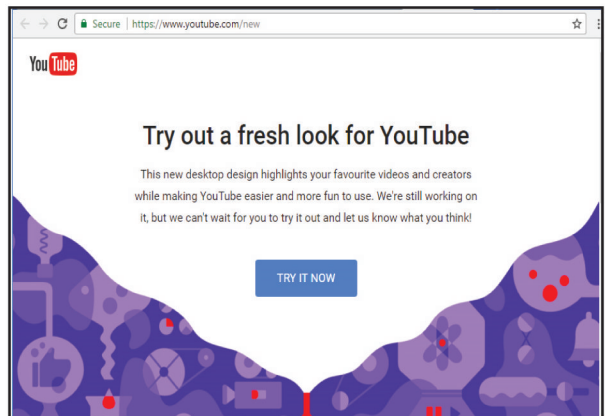 Secure | https://www.youtube.com/new
YouTube
Try out a fresh look for YouTube
This new desktop design highlights your favourite videos and creators
while making YouTube easier and more fun to use. We're still working on
it, but we can't wait for you to try it out and let us know what you think!
TRY IT NOW